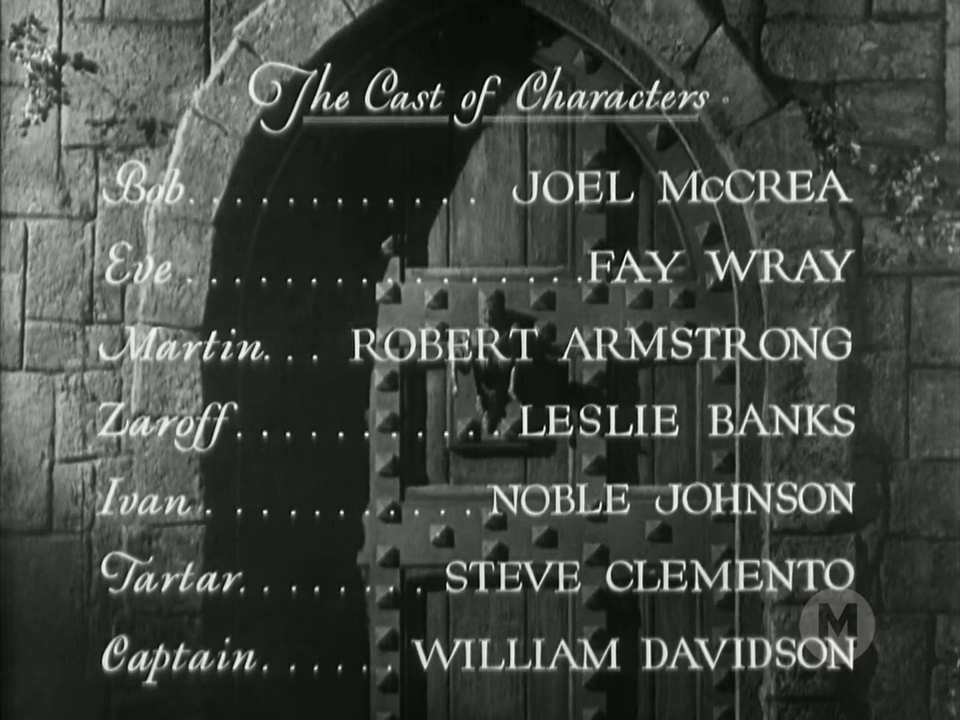 The Cast of Characters
Bob............ JOEL McCREA
Eve.................FAY WRAY
Martin... ROBERT ARMSTRONG
Zaroff............LESLIE BANKS
Ivan...........NOBLE JOHNSON
Tartar........ STEVE CLEMENTO
Captain...... WILLIAM DAVIDSON
M